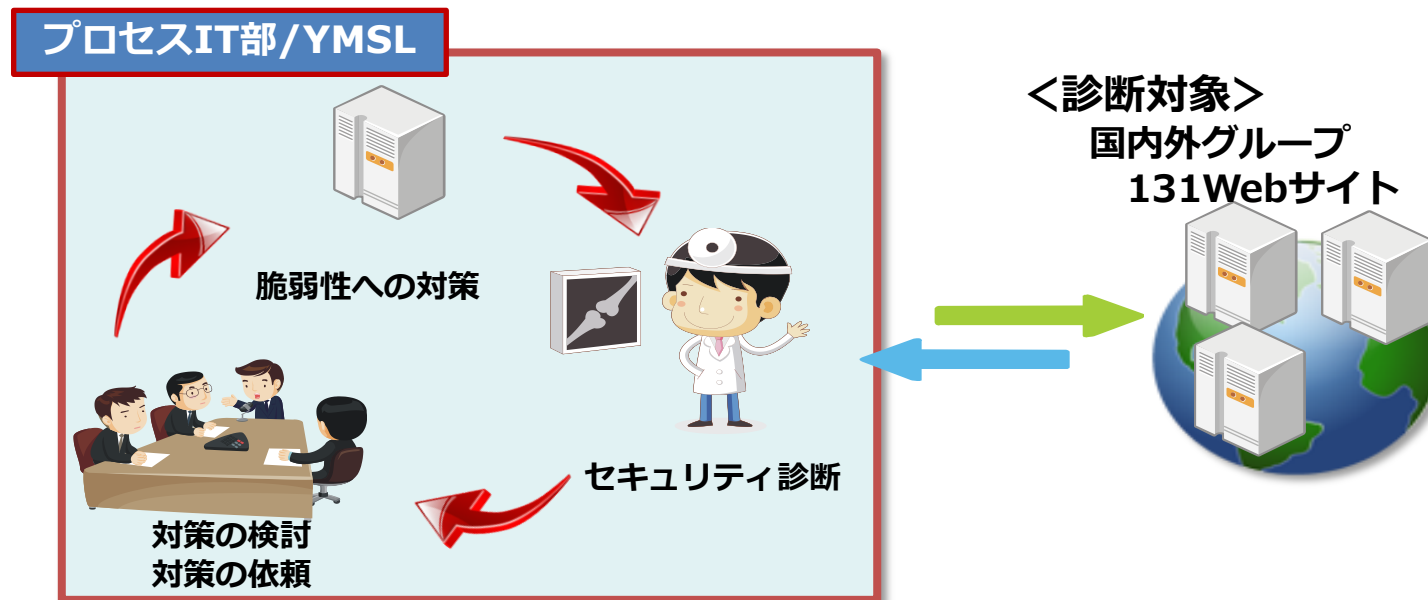 プロセスIT部/YMSL
脆弱性への対策
セキュリティ診断
対策の検討
対策の依頼
＜診断対象＞
国内外グループ
131Webサイト